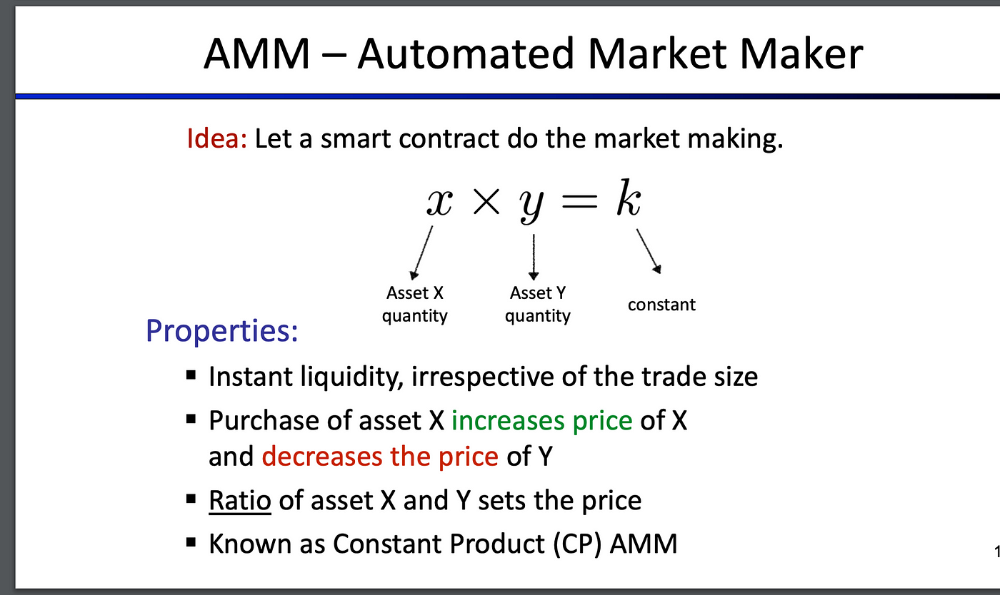 AMM – Automated Market Maker
Idea: Let a smart contract do the market making.
x × y = k
Asset X quantity
Asset Y quantity
constant
Properties:
▪ Instant liquidity, irrespective of the trade size
▪ Purchase of asset X increases price of X
and decreases the price of Y
▪ Ratio of asset X and Y sets the price
▪ Known as Constant Product (CP) AMM
1